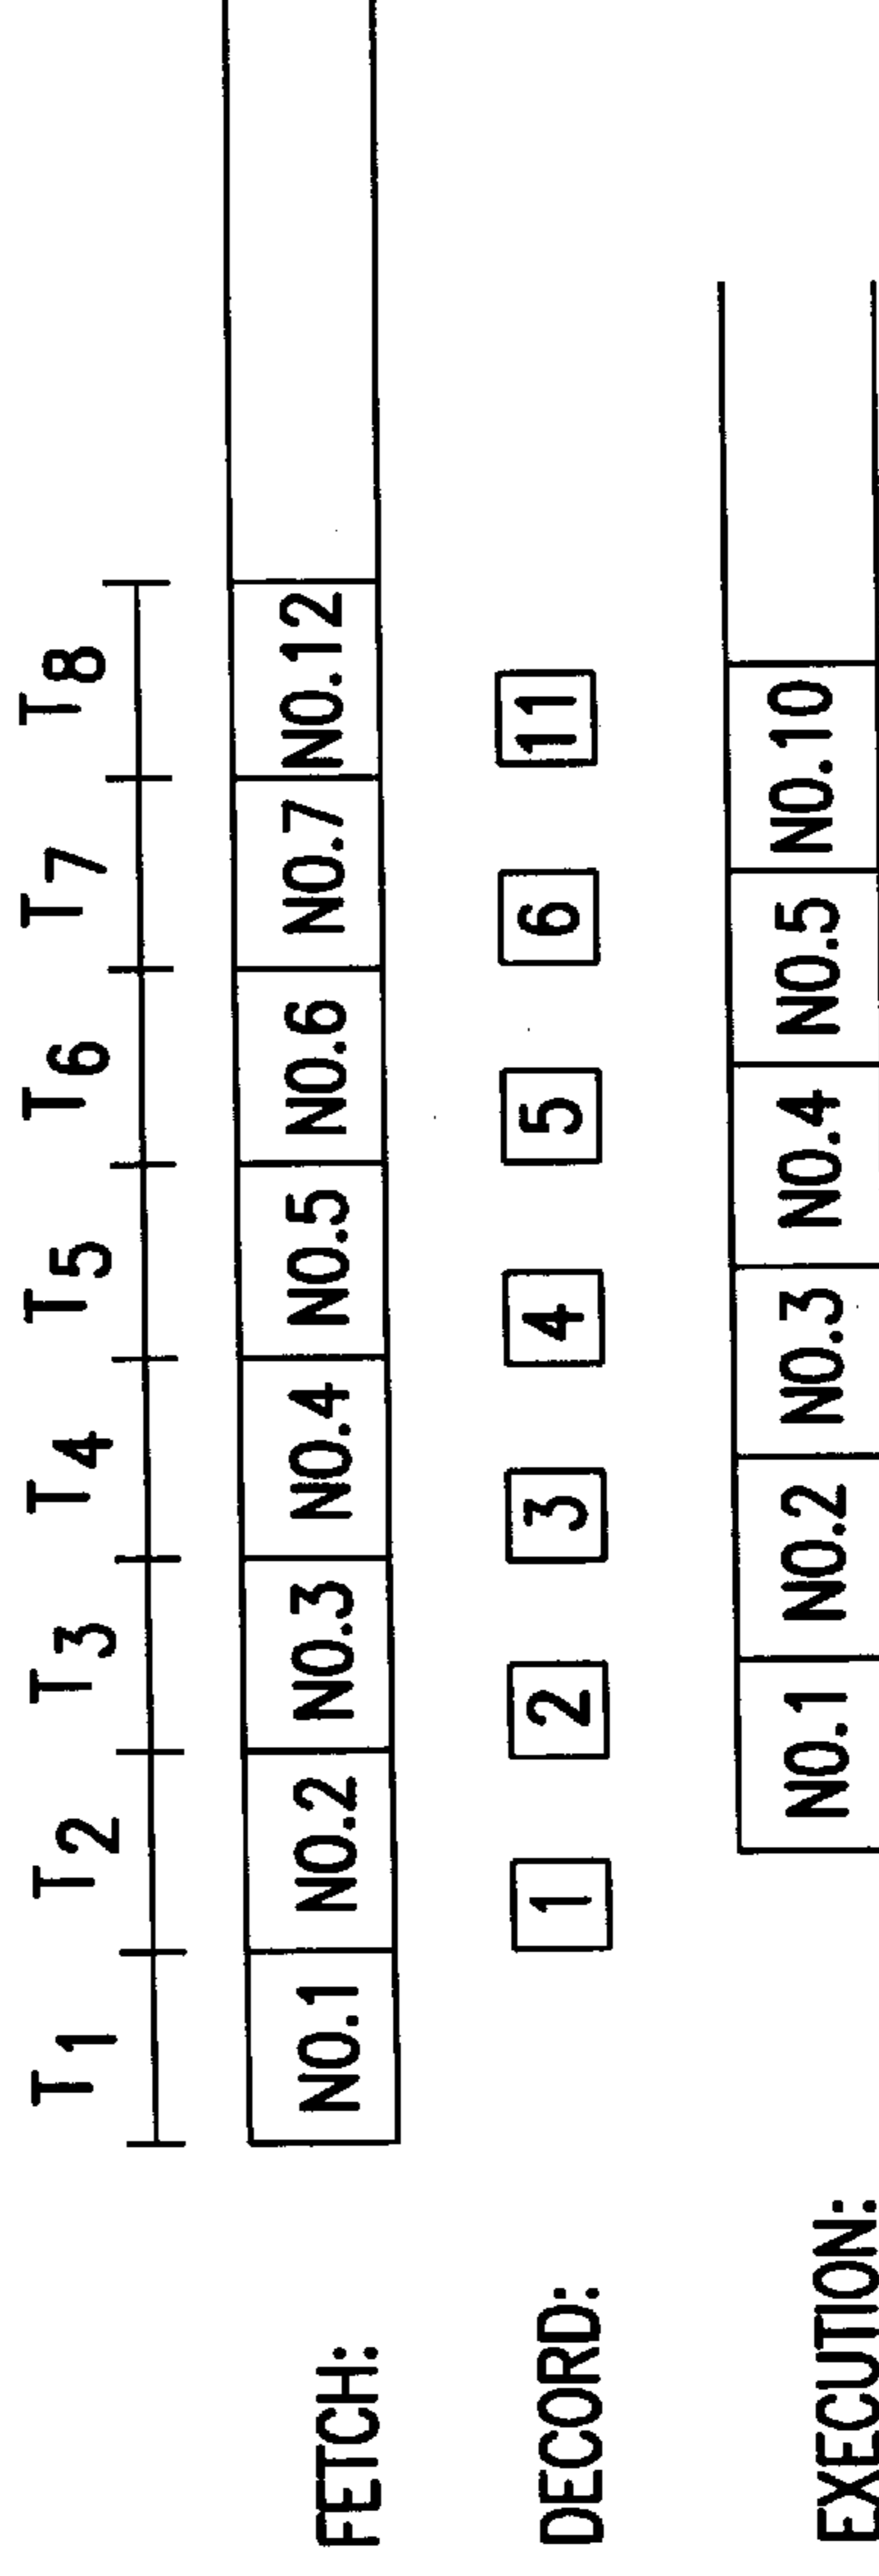 T1 T2 T3 T4 T5 T6 T7 T8
FETCH: NO.1 NO.2 NO.3 NO.4 NO.5 NO.6 NO.7 NO.12
DECORD: 1 2 3 4 5 6 11
EXECUTION: NO.1 NO.2 NO.3 NO.4 NO.5 NO.10